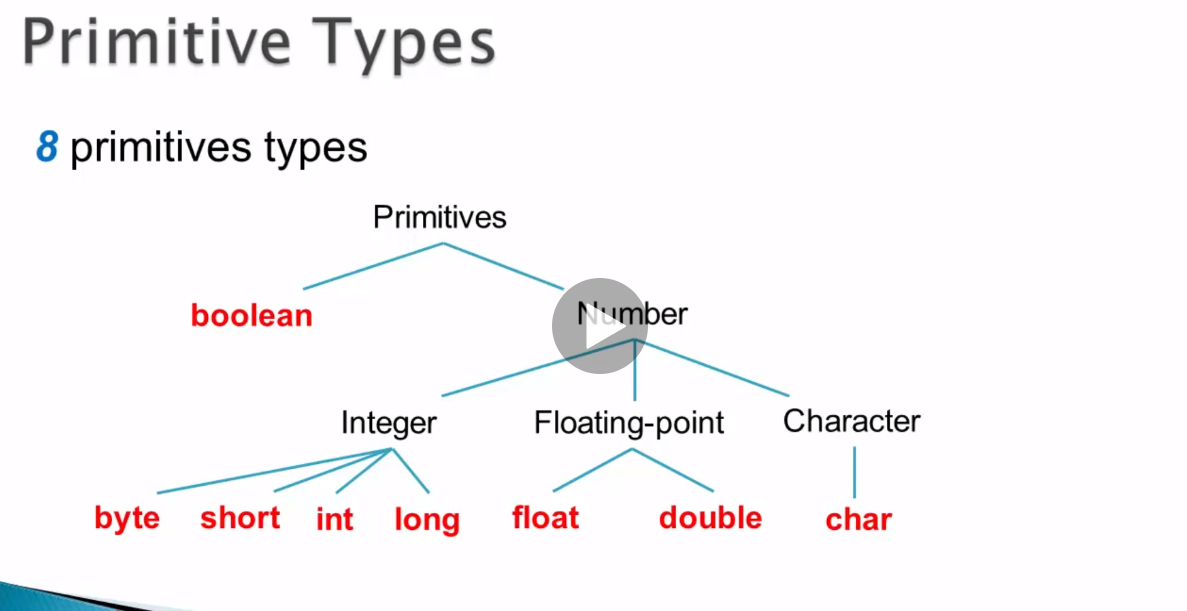 Primitive Types
8 primitives types
Primitives
boolean
Number
Integer
Floating-point
Character
byte
short
int
long
float
double
char